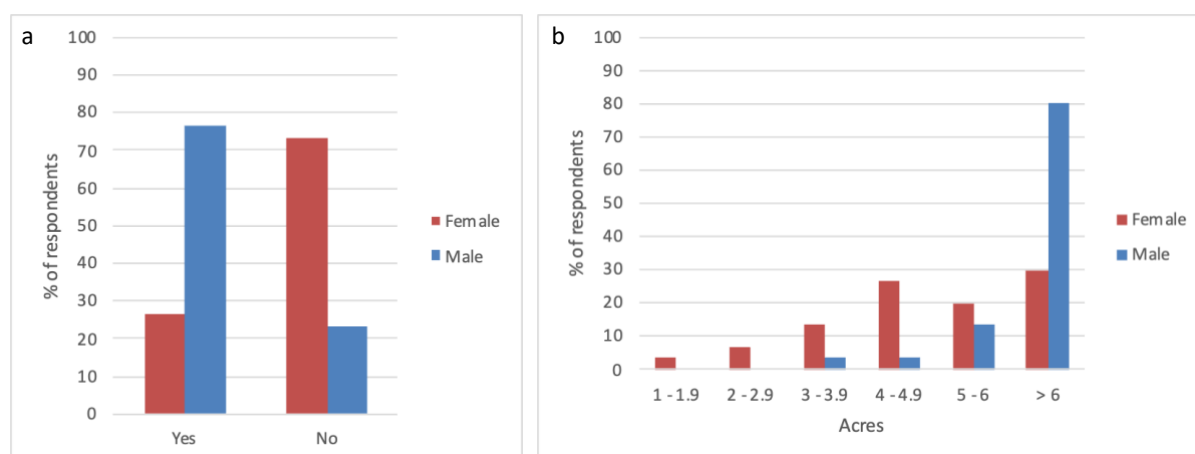 a
100
90
80
70
60
50
40
30
20
10
0
% of respondents
Yes No
Female
Male
b
100
90
80
70
60
50
40
30
20
10
0
% of respondents
1 - 1.9 2 - 2.9 3 - 3.9 4 - 4.9 5 - 6 > 6
Acres
Female
Male